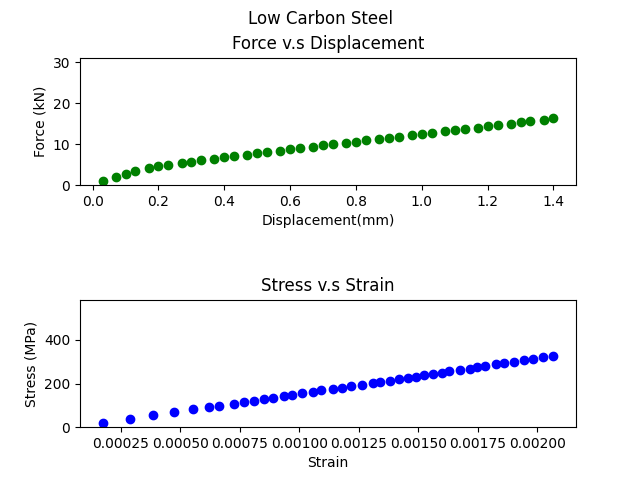 Low Carbon Steel
Force v.s Displacement
30
20
10
0
Force (kN)
0.0 0.2 0.4 0.6 0.8 1.0 1.2 1.4
Displacement(mm)
Stress v.s Strain
400
200
0
Stress (MPa)
0.00025 0.00050 0.00075 0.00100 0.00125 0.00150 0.00175 0.00200
Strain